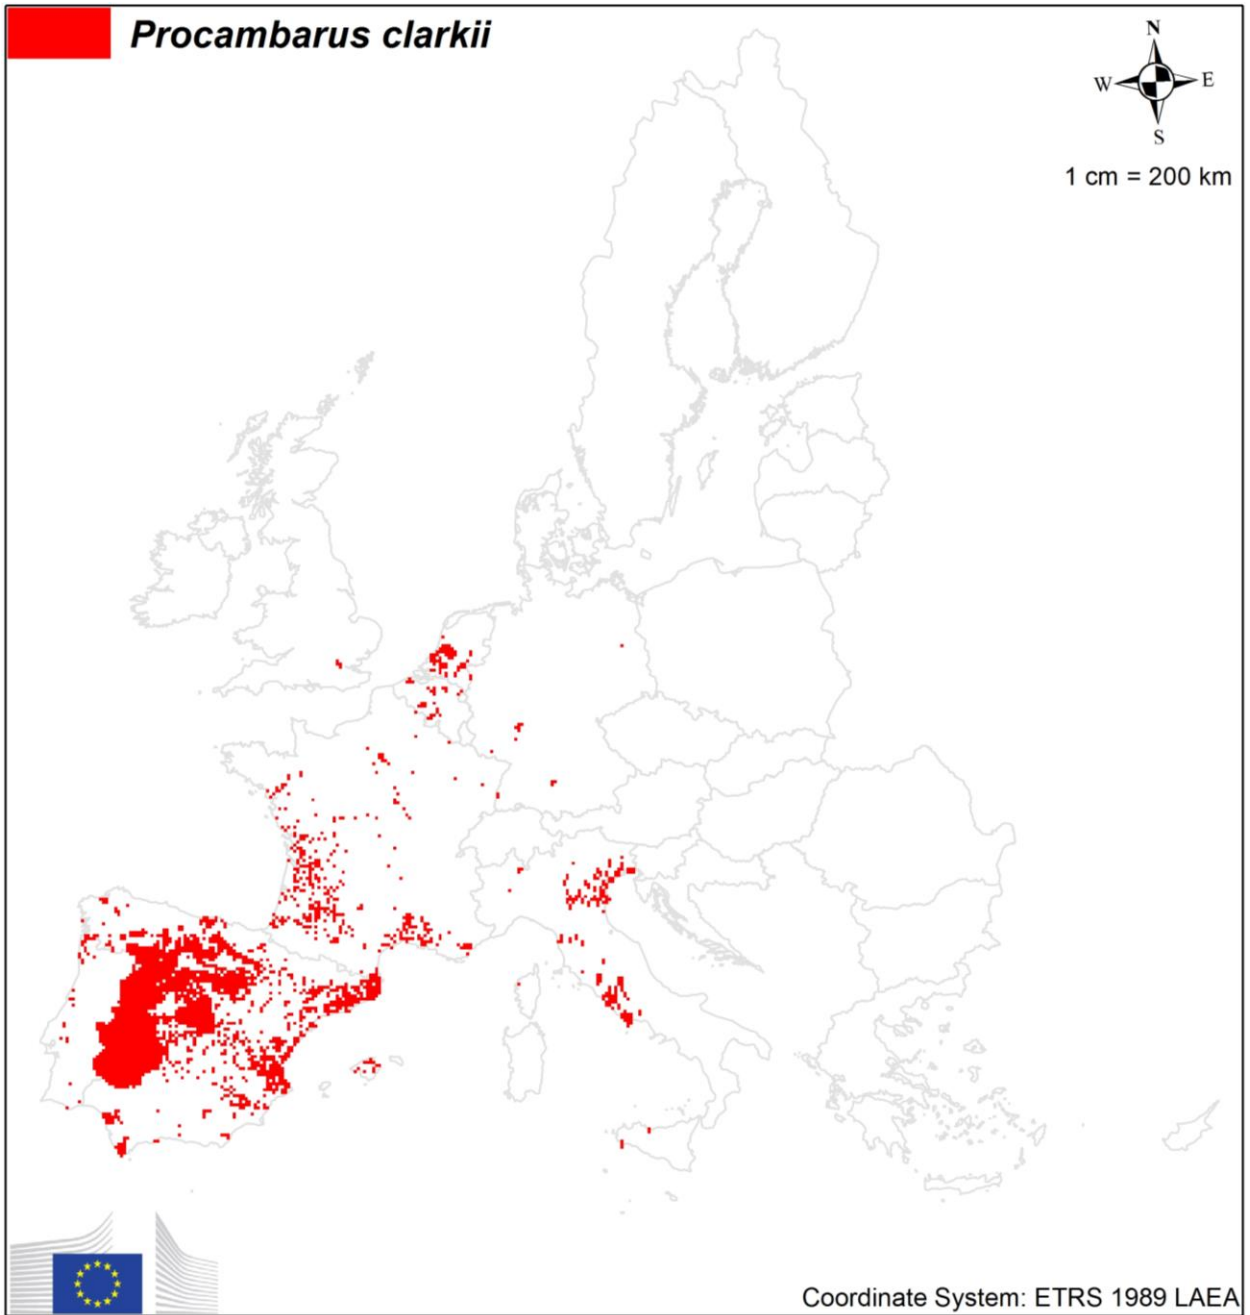 Procambarus clarkii
N
W E
S
1 cm = 200 km
Coordinate System: ETRS 1989 LAEA